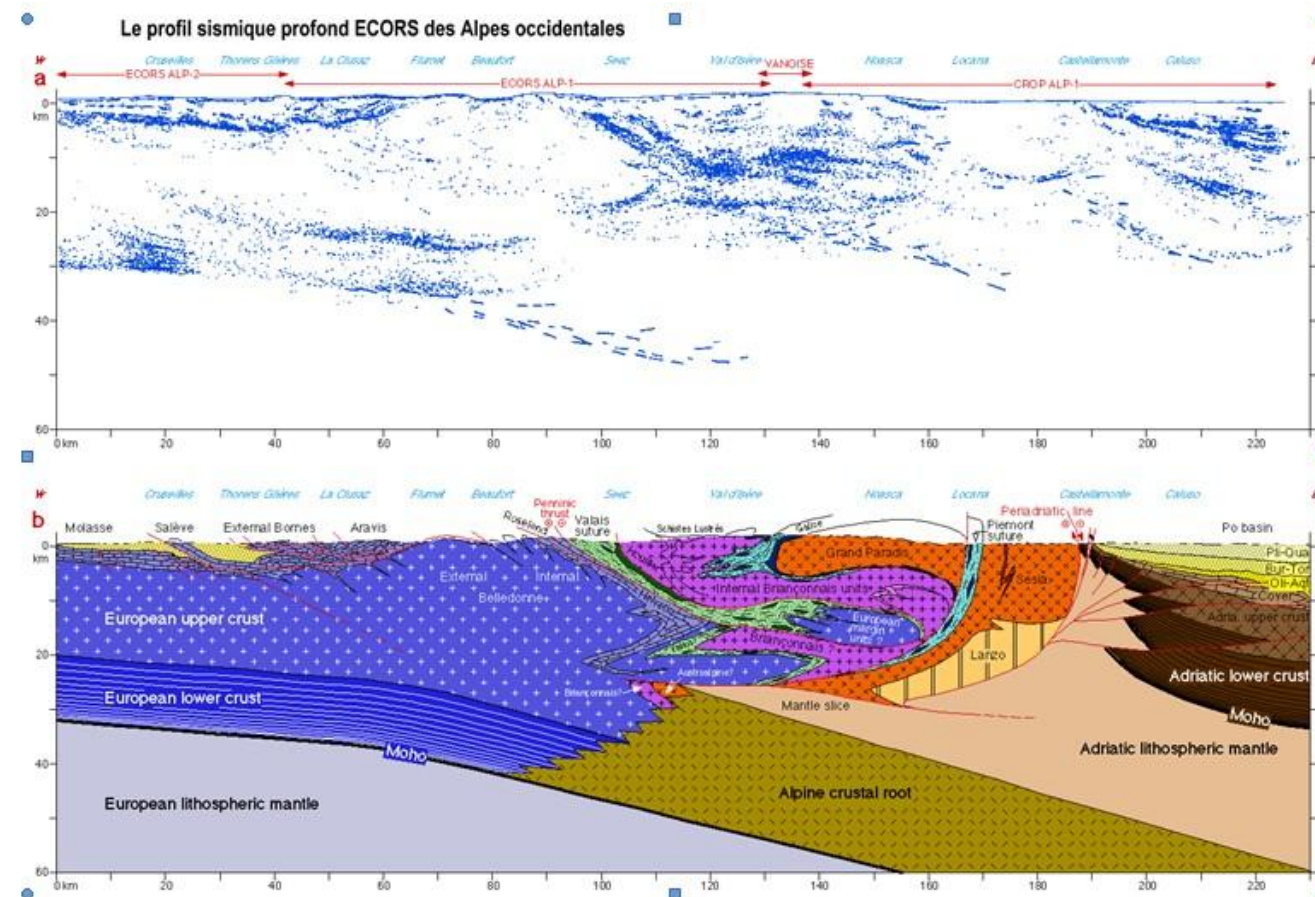 Le profil sismique profond ECORS des Alpes occidentales
Cruseilles Thorens Glières La Clusaz Flumet Beaufort Seez Val d'Isère VANOISE Noasca Locana Castellamonte Caluso
a
ECORS ALP-2 ECORS ALP-1 CROP ALP-1
0
km
20
40
60
0 km 20 40 60 80 100 120 140 160 180 200 220
Cruseilles Thorens Glières La Clusaz Flumet Beaufort Seez Val d'Isère Noasca Locana Castellamonte Caluso
b
Molasse Salève External Bornes Aravis Roselend Penninic thrust Valais suture Schistes Lustrés Periadriatic line Piemont suture Po basin
0
km
Pli-Qua
Bur-Tor
Grand Paradis
Sesia
External Internal
Belledonne
Internal Briançonnais units
European upper crust
European margin units ?
Briançonnais ?
Adria. upper crust
20
Austroalpine?
Lanzo
Briançonnais?
European lower crust
Adriatic lower crust
Mantle slice
Moho
Moho
Adriatic lithospheric mantle
40
European lithospheric mantle
Alpine crustal root
60
0 km 20 40 60 80 100 120 140 160 180 200 220